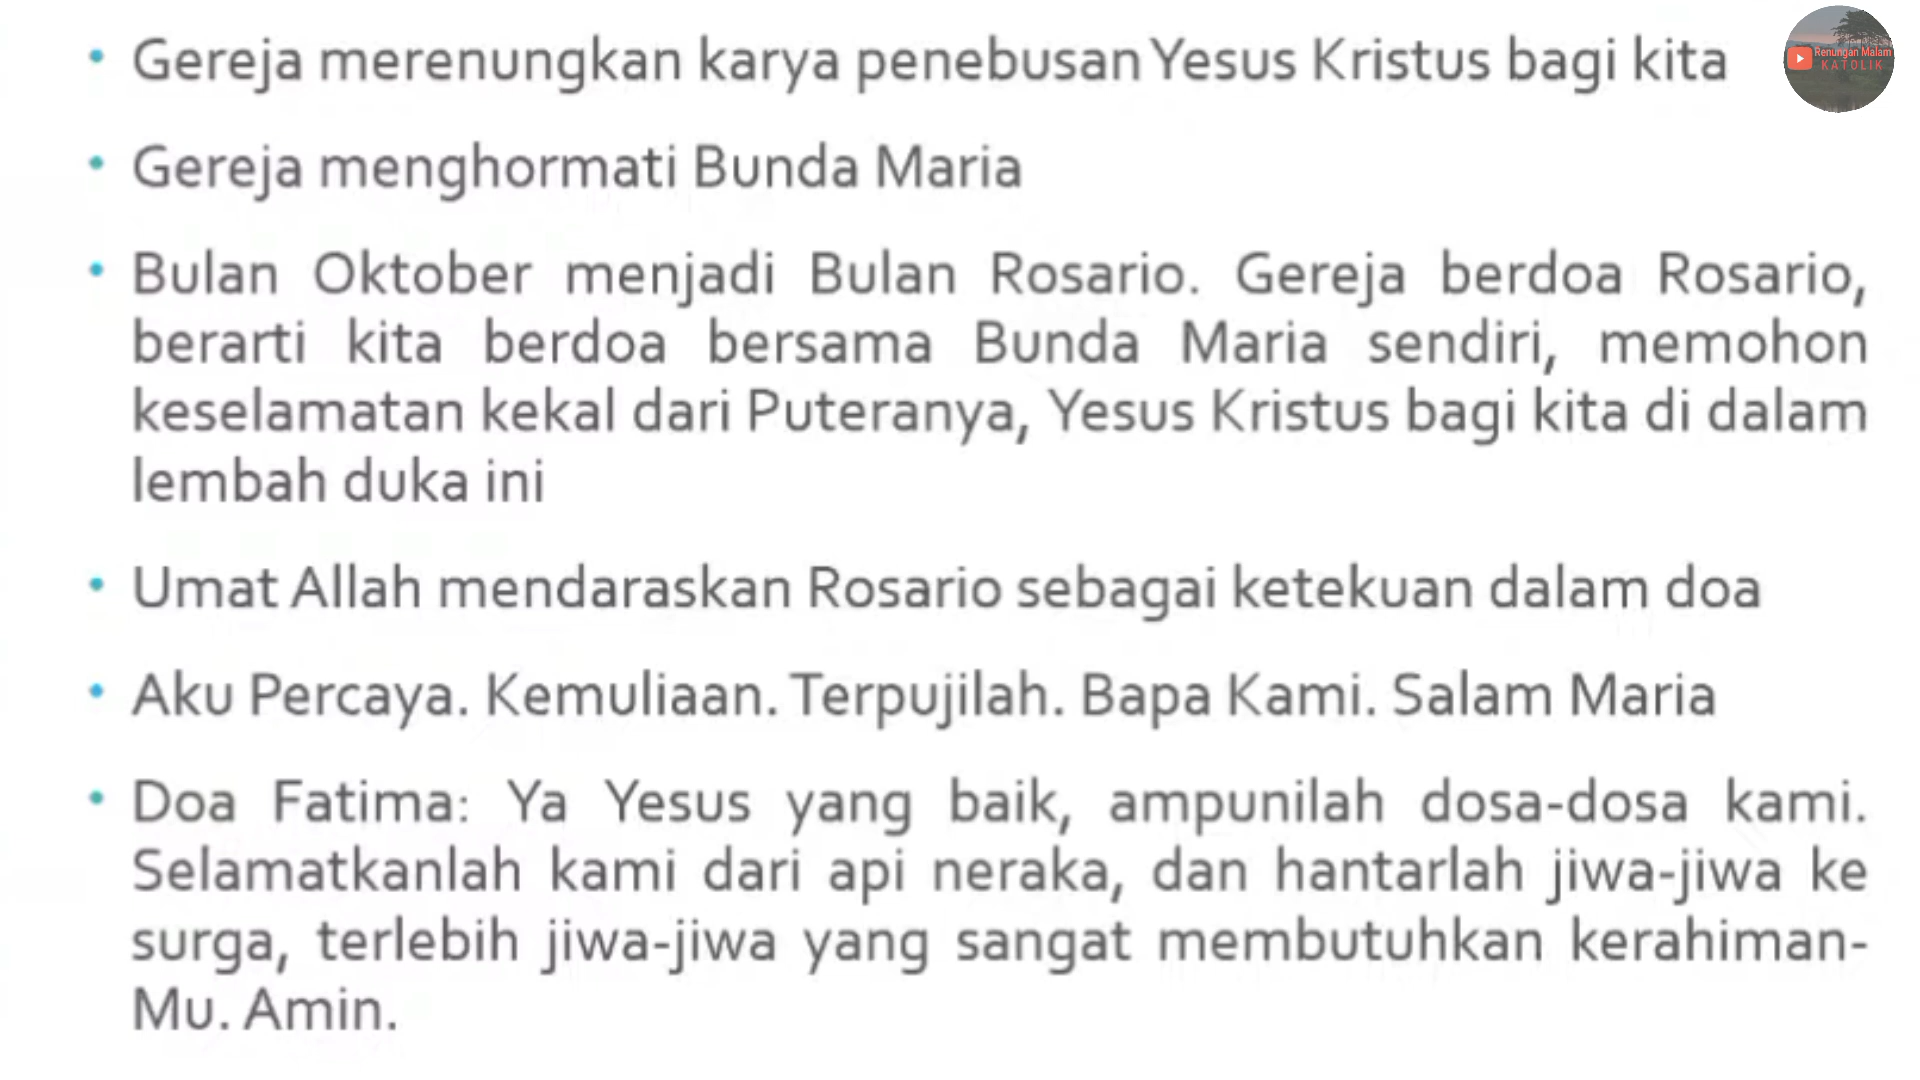 • Gereja merenungkan karya penebusan Yesus Kristus bagi kita
Renungan Malam
KATOLIK
• Gereja menghormati Bunda Maria
• Bulan Oktober menjadi Bulan Rosario. Gereja berdoa Rosario,
berarti kita berdoa bersama Bunda Maria sendiri, memohon
keselamatan kekal dari Puteranya, Yesus Kristus bagi kita di dalam
lembah duka ini
• Umat Allah mendaraskan Rosario sebagai ketekuan dalam doa
• Aku Percaya. Kemuliaan. Terpujilah. Bapa Kami. Salam Maria
• Doa Fatima: Ya Yesus yang baik, ampunilah dosa-dosa kami.
Selamatkanlah kami dari api neraka, dan hantarlah jiwa-jiwa ke
surga, terlebih jiwa-jiwa yang sangat membutuhkan kerahiman-
Mu. Amin.